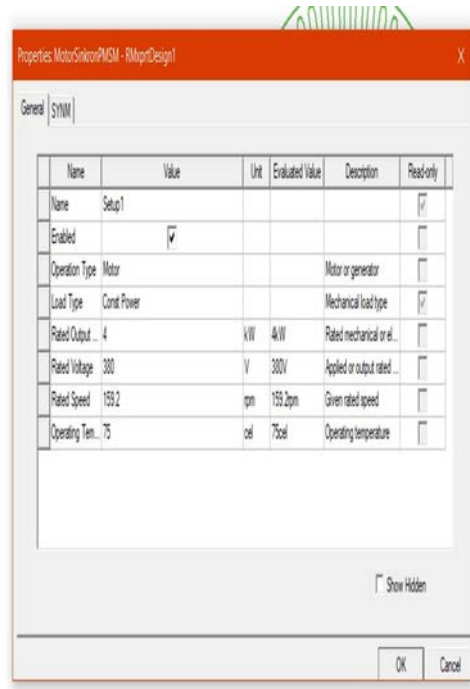 Properties: MotorSinkronPMSM - RMxprtDesign1 X
General SYNM
Name Value Unit Evaluated Value Description Read-only
Name Setup1
Enabled
Operation Type Motor Motor or generator
Load Type Const Power Mechanical load type
Rated Output ... 4 kW 4kW Rated mechanical or el...
Rated Voltage 380 V 380V Applied or output rated ...
Rated Speed 159.2 rpm 159.2rpm Given rated speed
Operating Tem... 75 cel 75cel Operating temperature
Show Hidden
OK Cancel